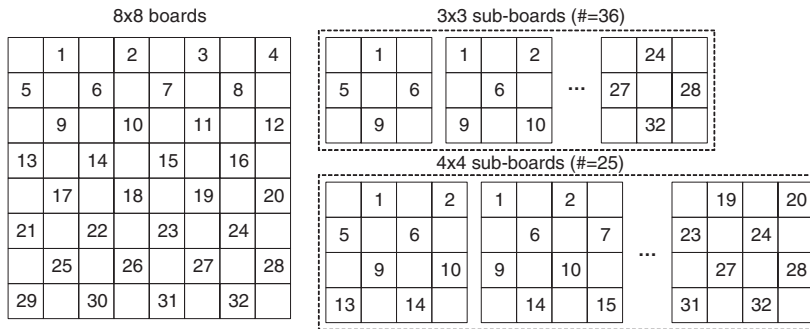 8x8 boards
1 2 3 4
5 6 7 8
9 10 11 12
13 14 15 16
17 18 19 20
21 22 23 24
25 26 27 28
29 30 31 32
3x3 sub-boards (#=36)
1 1 2 24
5 6 6 ... 27 28
9 9 10 32
4x4 sub-boards (#=25)
1 2 1 2 19 20
5 6 6 7 23 24
...
9 10 9 10 27 28
13 14 14 15 31 32